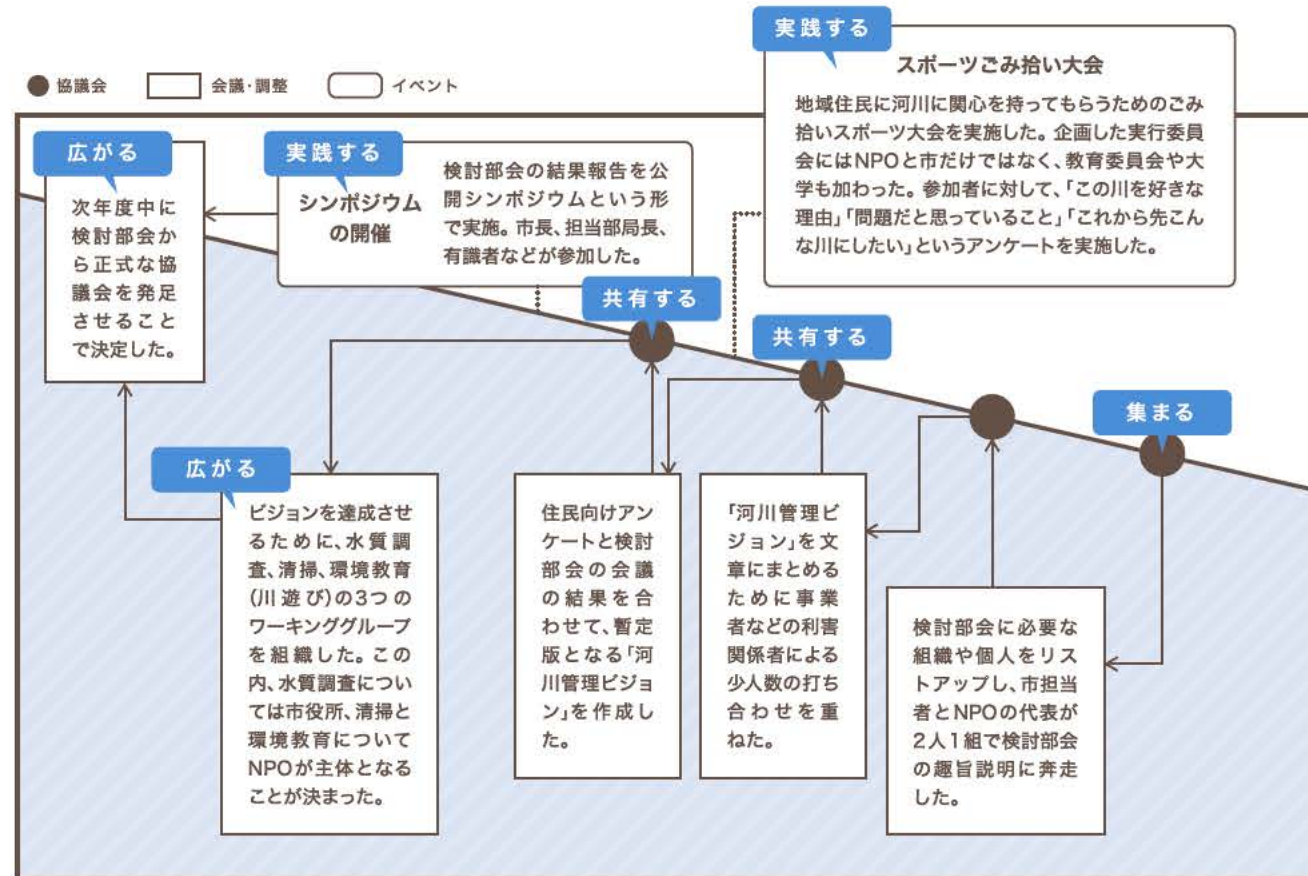 協議会
会議・調整
イベント
実践する
スポーツごみ拾い大会
地域住民に河川に関心を持ってもらうためのごみ
拾いスポーツ大会を実施した。企画した実行委員
会にはNPOと市だけではなく、教育委員会や大
学も加わった。参加者に対して、「この川を好きな
理由」「問題だと思っていること」「これから先こん
な川にしたい」というアンケートを実施した。
広がる
次年度中に
検討部会か
ら正式な協
議会を発足
させること
で決定した。
実践する
シンポジウム
の開催
検討部会の結果報告を公
開シンポジウムという形
で実施。市長、担当部局長、
有識者などが参加した。
共有する
共有する
集まる
広がる
ビジョンを達成させ
るために、水質調
査、清掃、環境教育
(川遊び)の3つの
ワーキンググループ
を組織した。この
内、水質調査につい
ては市役所、清掃と
環境教育について
NPOが主体となる
ことが決まった。
住民向けアン
ケートと検討
部会の会議
の結果を合
わせて、暫定
版となる「河
川管理ビジョ
ン」を作成し
た。
「河川管理ビ
ジョン」を文
章にまとめる
ために事業
者などの利害
関係者による
少人数の打ち
合わせを重
ねた。
検討部会に必要な
組織や個人をリス
トアップし、市担当
者とNPOの代表が
2人1組で検討部会
の趣旨説明に奔走
した。